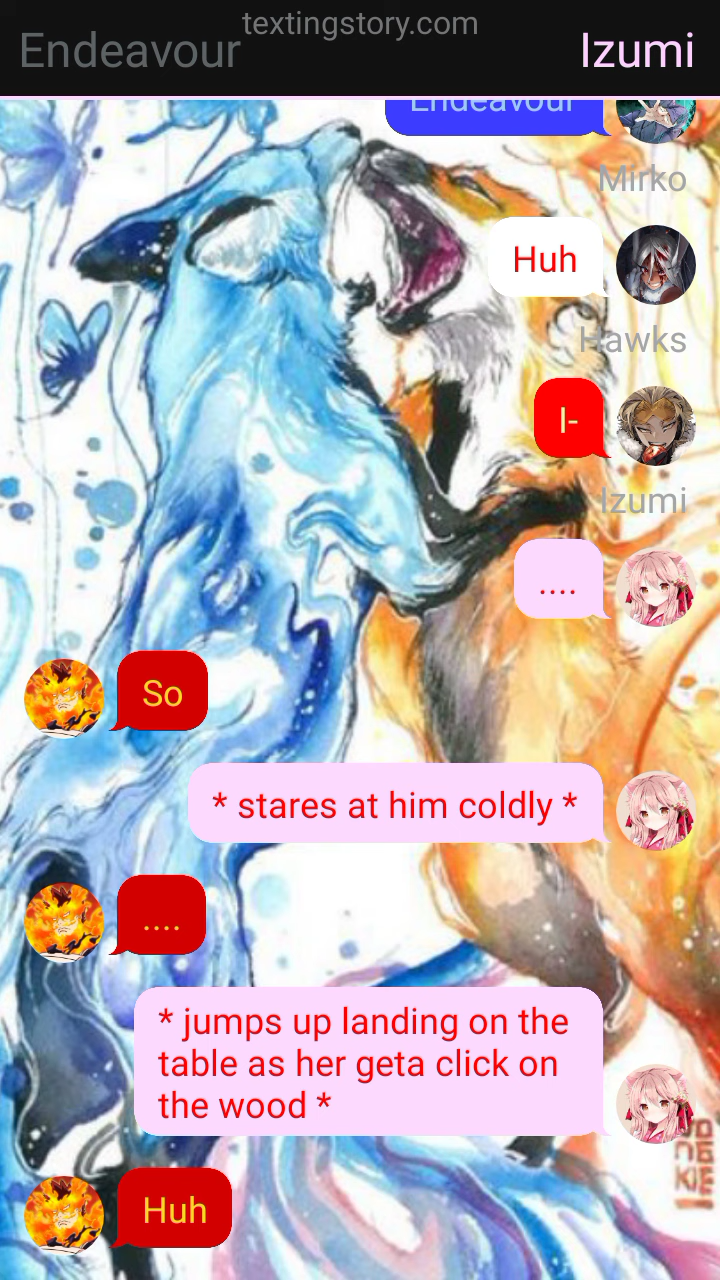 textingstory.com
Endeavour
Izumi
Endeavour
Mirko
Huh
Hawks
I-
Izumi
....
So
* stares at him coldly *
....
* jumps up landing on the
table as her geta click on
the wood *
Huh